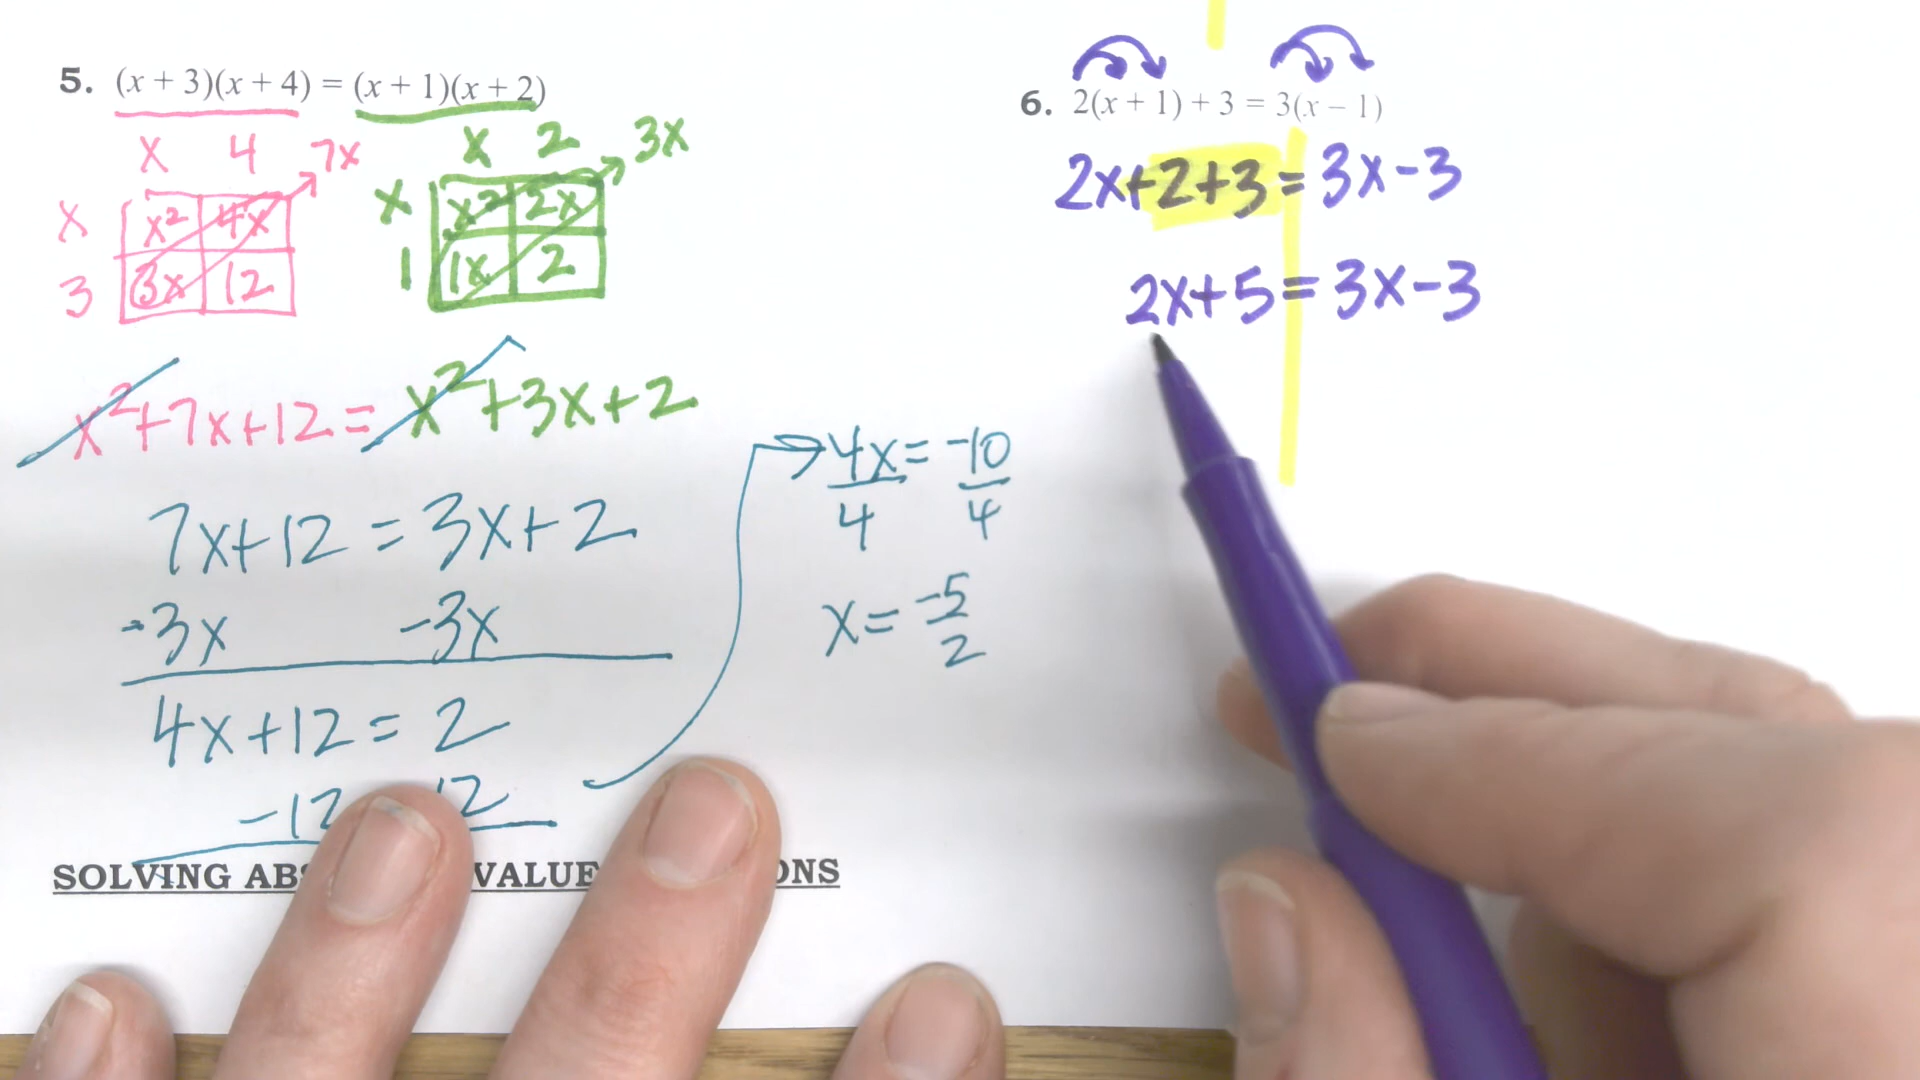 5. (x + 3)(x + 4) = (x + 1)(x + 2)
x 4 7x
x x² 4x
3 3x 12
x 2 3x
x x² 2x
1 1x 2
x²+7x+12 = x²+3x+2
7x+12 = 3x+2
-3x -3x
4x+12 = 2
-12 12
4x = -10
4 4
x = -5
2
6. 2(x + 1) + 3 = 3(x − 1)
2x+2+3 = 3x-3
2x+5 = 3x-3
SOLVING VALUE